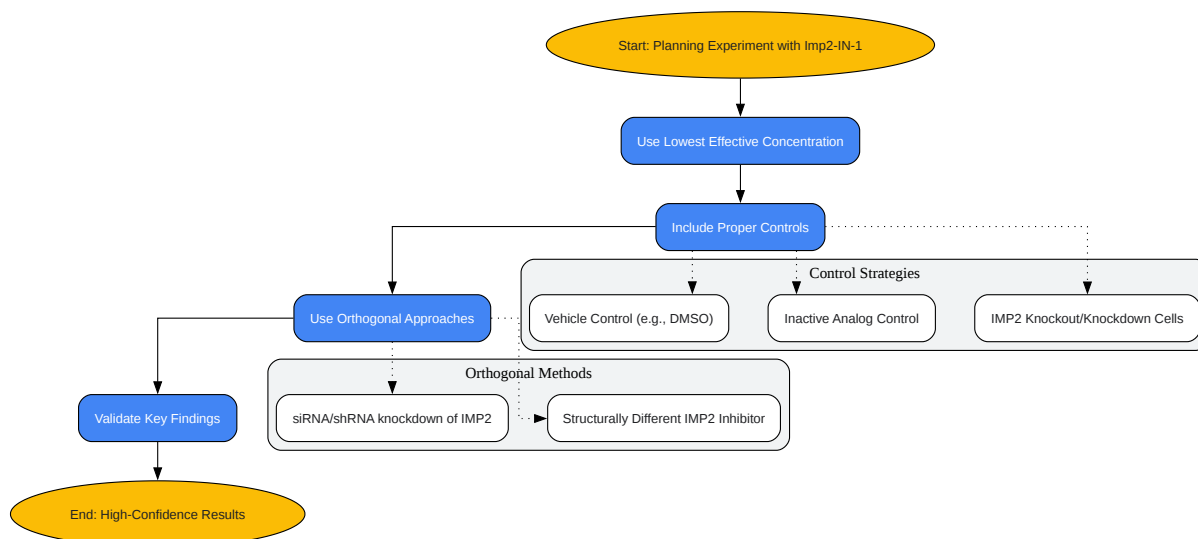 Start: Planning Experiment with Imp2-IN-1
Use Lowest Effective Concentration
Include Proper Controls
Control Strategies
Vehicle Control (e.g., DMSO)
Inactive Analog Control
IMP2 Knockout/Knockdown Cells
Use Orthogonal Approaches
Orthogonal Methods
siRNA/shRNA knockdown of IMP2
Structurally Different IMP2 Inhibitor
Validate Key Findings
End: High-Confidence Results